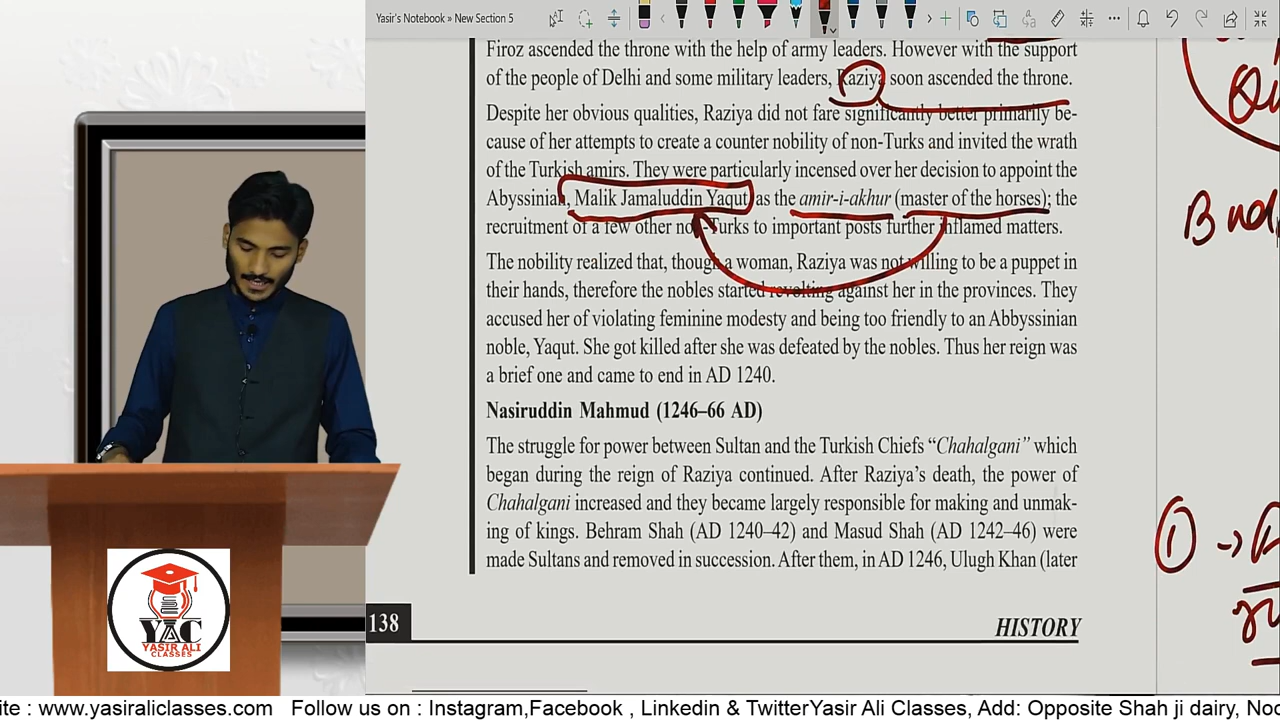 Yasir's Notebook » New Section 5
Firoz ascended the throne with the help of army leaders. However with the support
of the people of Delhi and some military leaders, Raziya soon ascended the throne.
Despite her obvious qualities, Raziya did not fare significantly better primarily be-
cause of her attempts to create a counter nobility of non-Turks and invited the wrath
of the Turkish amirs. They were particularly incensed over her decision to appoint the
Abyssinian, Malik Jamaluddin Yaqut as the amir-i-akhur (master of the horses); the
recruitment of a few other non-Turks to important posts further inflamed matters.
The nobility realized that, though a woman, Raziya was not willing to be a puppet in
their hands, therefore the nobles started revolting against her in the provinces. They
accused her of violating feminine modesty and being too friendly to an Abbyssinian
noble, Yaqut. She got killed after she was defeated by the nobles. Thus her reign was
a brief one and came to end in AD 1240.
Nasiruddin Mahmud (1246–66 AD)
The struggle for power between Sultan and the Turkish Chiefs “Chahalgani” which
began during the reign of Raziya continued. After Raziya’s death, the power of
Chahalgani increased and they became largely responsible for making and unmak-
ing of kings. Behram Shah (AD 1240–42) and Masud Shah (AD 1242–46) were
made Sultans and removed in succession. After them, in AD 1246, Ulugh Khan (later
138
HISTORY
1
YAC
YASIR ALI
CLASSES
ite : www.yasiraliclasses.com Follow us on : Instagram,Facebook , Linkedin & TwitterYasir Ali Classes, Add: Opposite Shah ji dairy, Noo